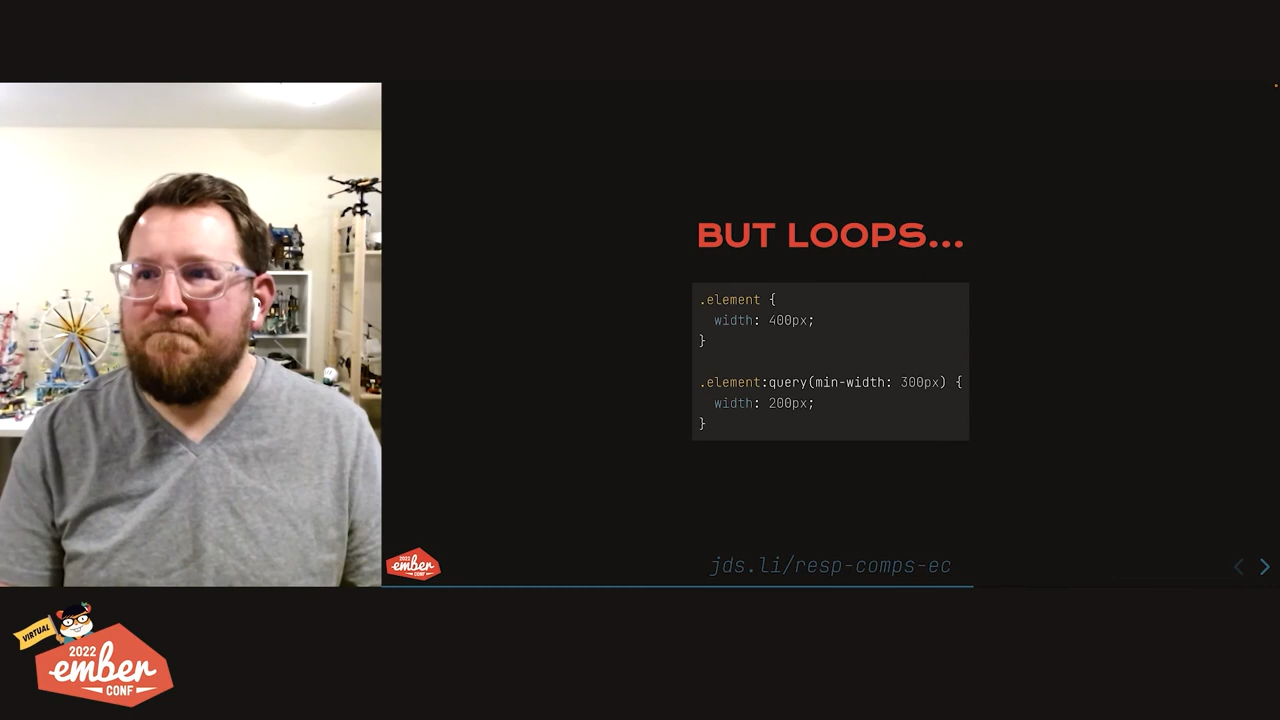 BUT LOOPS...
.element {
width: 400px;
}
.element:query(min-width: 300px) {
width: 200px;
}
2022
ember
CONF
jds.li/resp-comps-ec
VIRTUAL
2022
ember
CONF